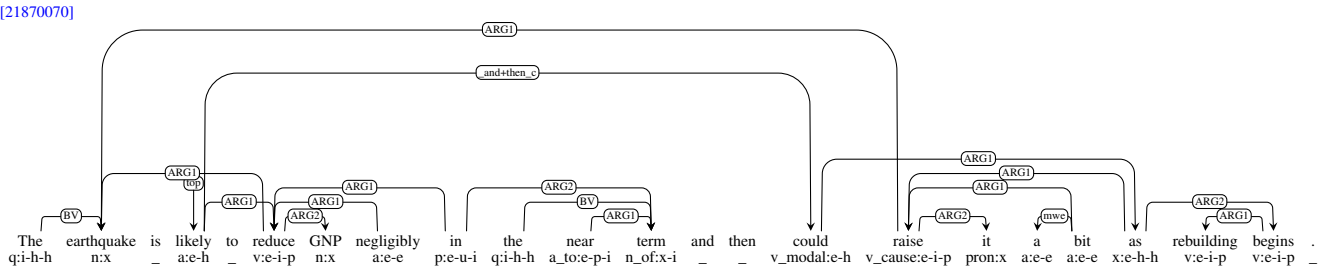 [21870070]
ARG1
_and+then_c
ARG1
ARG1 top ARG1 ARG2 ARG1
BV ARG1 ARG1 BV ARG1 ARG2
ARG2 ARG1 ARG2 mwe ARG1
The earthquake is likely to reduce GNP negligibly in the near term and then could raise it a bit as rebuilding begins .
q:i-h-h n:x _ a:e-h _ v:e-i-p n:x a:e-e p:e-u-i q:i-h-h a_to:e-p-i n_of:x-i _ _ v_modal:e-h v_cause:e-i-p pron:x a:e-e a:e-e x:e-h-h v:e-i-p v:e-i-p _